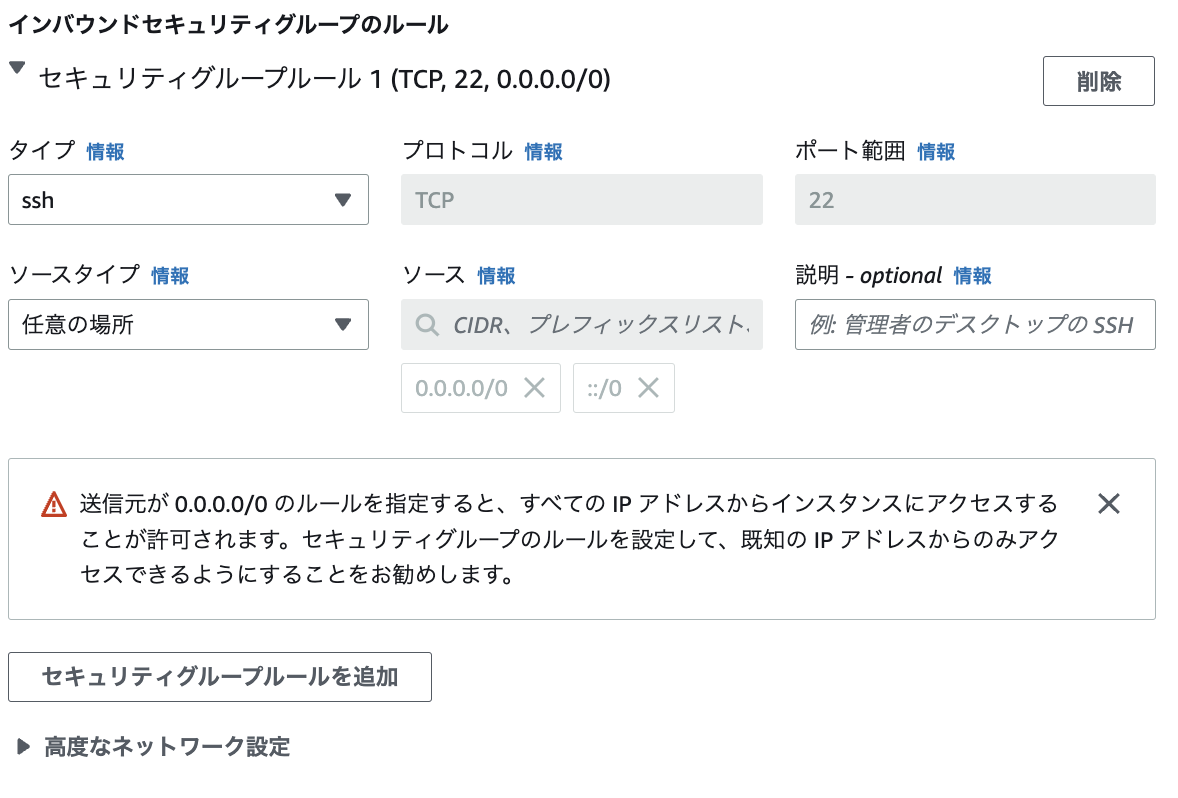 インバウンドセキュリティグループのルール
セキュリティグループルール 1 (TCP, 22, 0.0.0.0/0)
削除
タイプ 情報
プロトコル 情報
ポート範囲 情報
ssh
TCP
22
ソースタイプ 情報
ソース 情報
説明 - optional 情報
任意の場所
CIDR、プレフィックスリスト、
例: 管理者のデスクトップの SSH
0.0.0.0/0
::/0
送信元が 0.0.0.0/0 のルールを指定すると、すべての IP アドレスからインスタンスにアクセスする
ことが許可されます。セキュリティグループのルールを設定して、既知の IP アドレスからのみアク
セスできるようにすることをお勧めします。
セキュリティグループルールを追加
高度なネットワーク設定